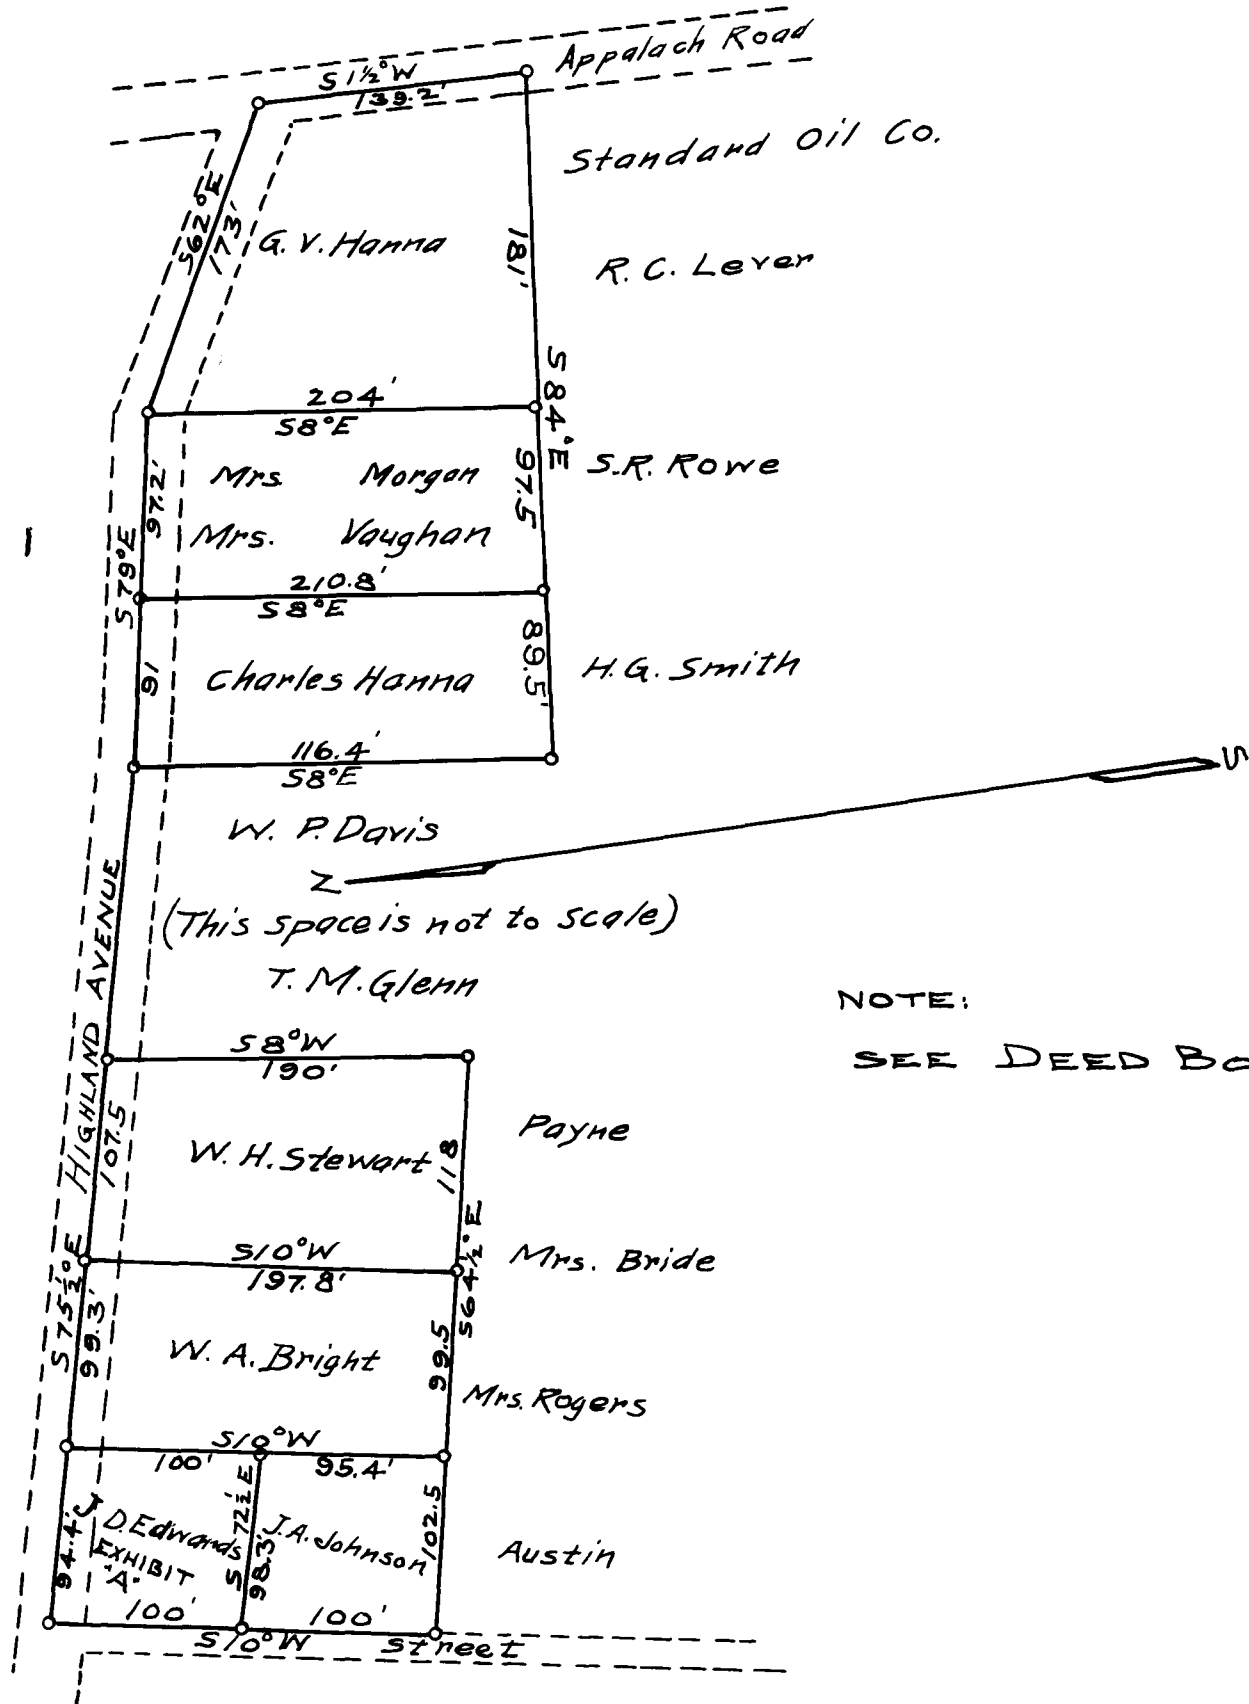 Appalach Road
S 1½° W
139.2'
Standard Oil Co.
S 62° E
173'
G. V. Hanna
181'
R. C. Lever
S 84° E
204'
S 8° E
97.2'
Mrs. Morgan
97.5
S. R. Rowe
Mrs. Vaughan
S 79° E
210.8'
S 8° E
91
Charles Hanna
89.5'
H. G. Smith
116.4'
S 8° E
W. P. Davis
N
S
(This space is not to scale)
T. M. Glenn
HIGHLAND AVENUE
NOTE:
SEE DEED BO
S 8° W
190'
107.5
W. H. Stewart
118
Payne
S 75½° E
S 10° W
197.8'
S 64½° E
Mrs. Bride
99.3'
W. A. Bright
99.5
Mrs. Rogers
S 10° W
100'
95.4'
94.4'
J. D. Edwards
EXHIBIT
"A"
S 72½ E
98.3'
J. A. Johnson
102.5
Austin
100'
100'
S 10° W
street